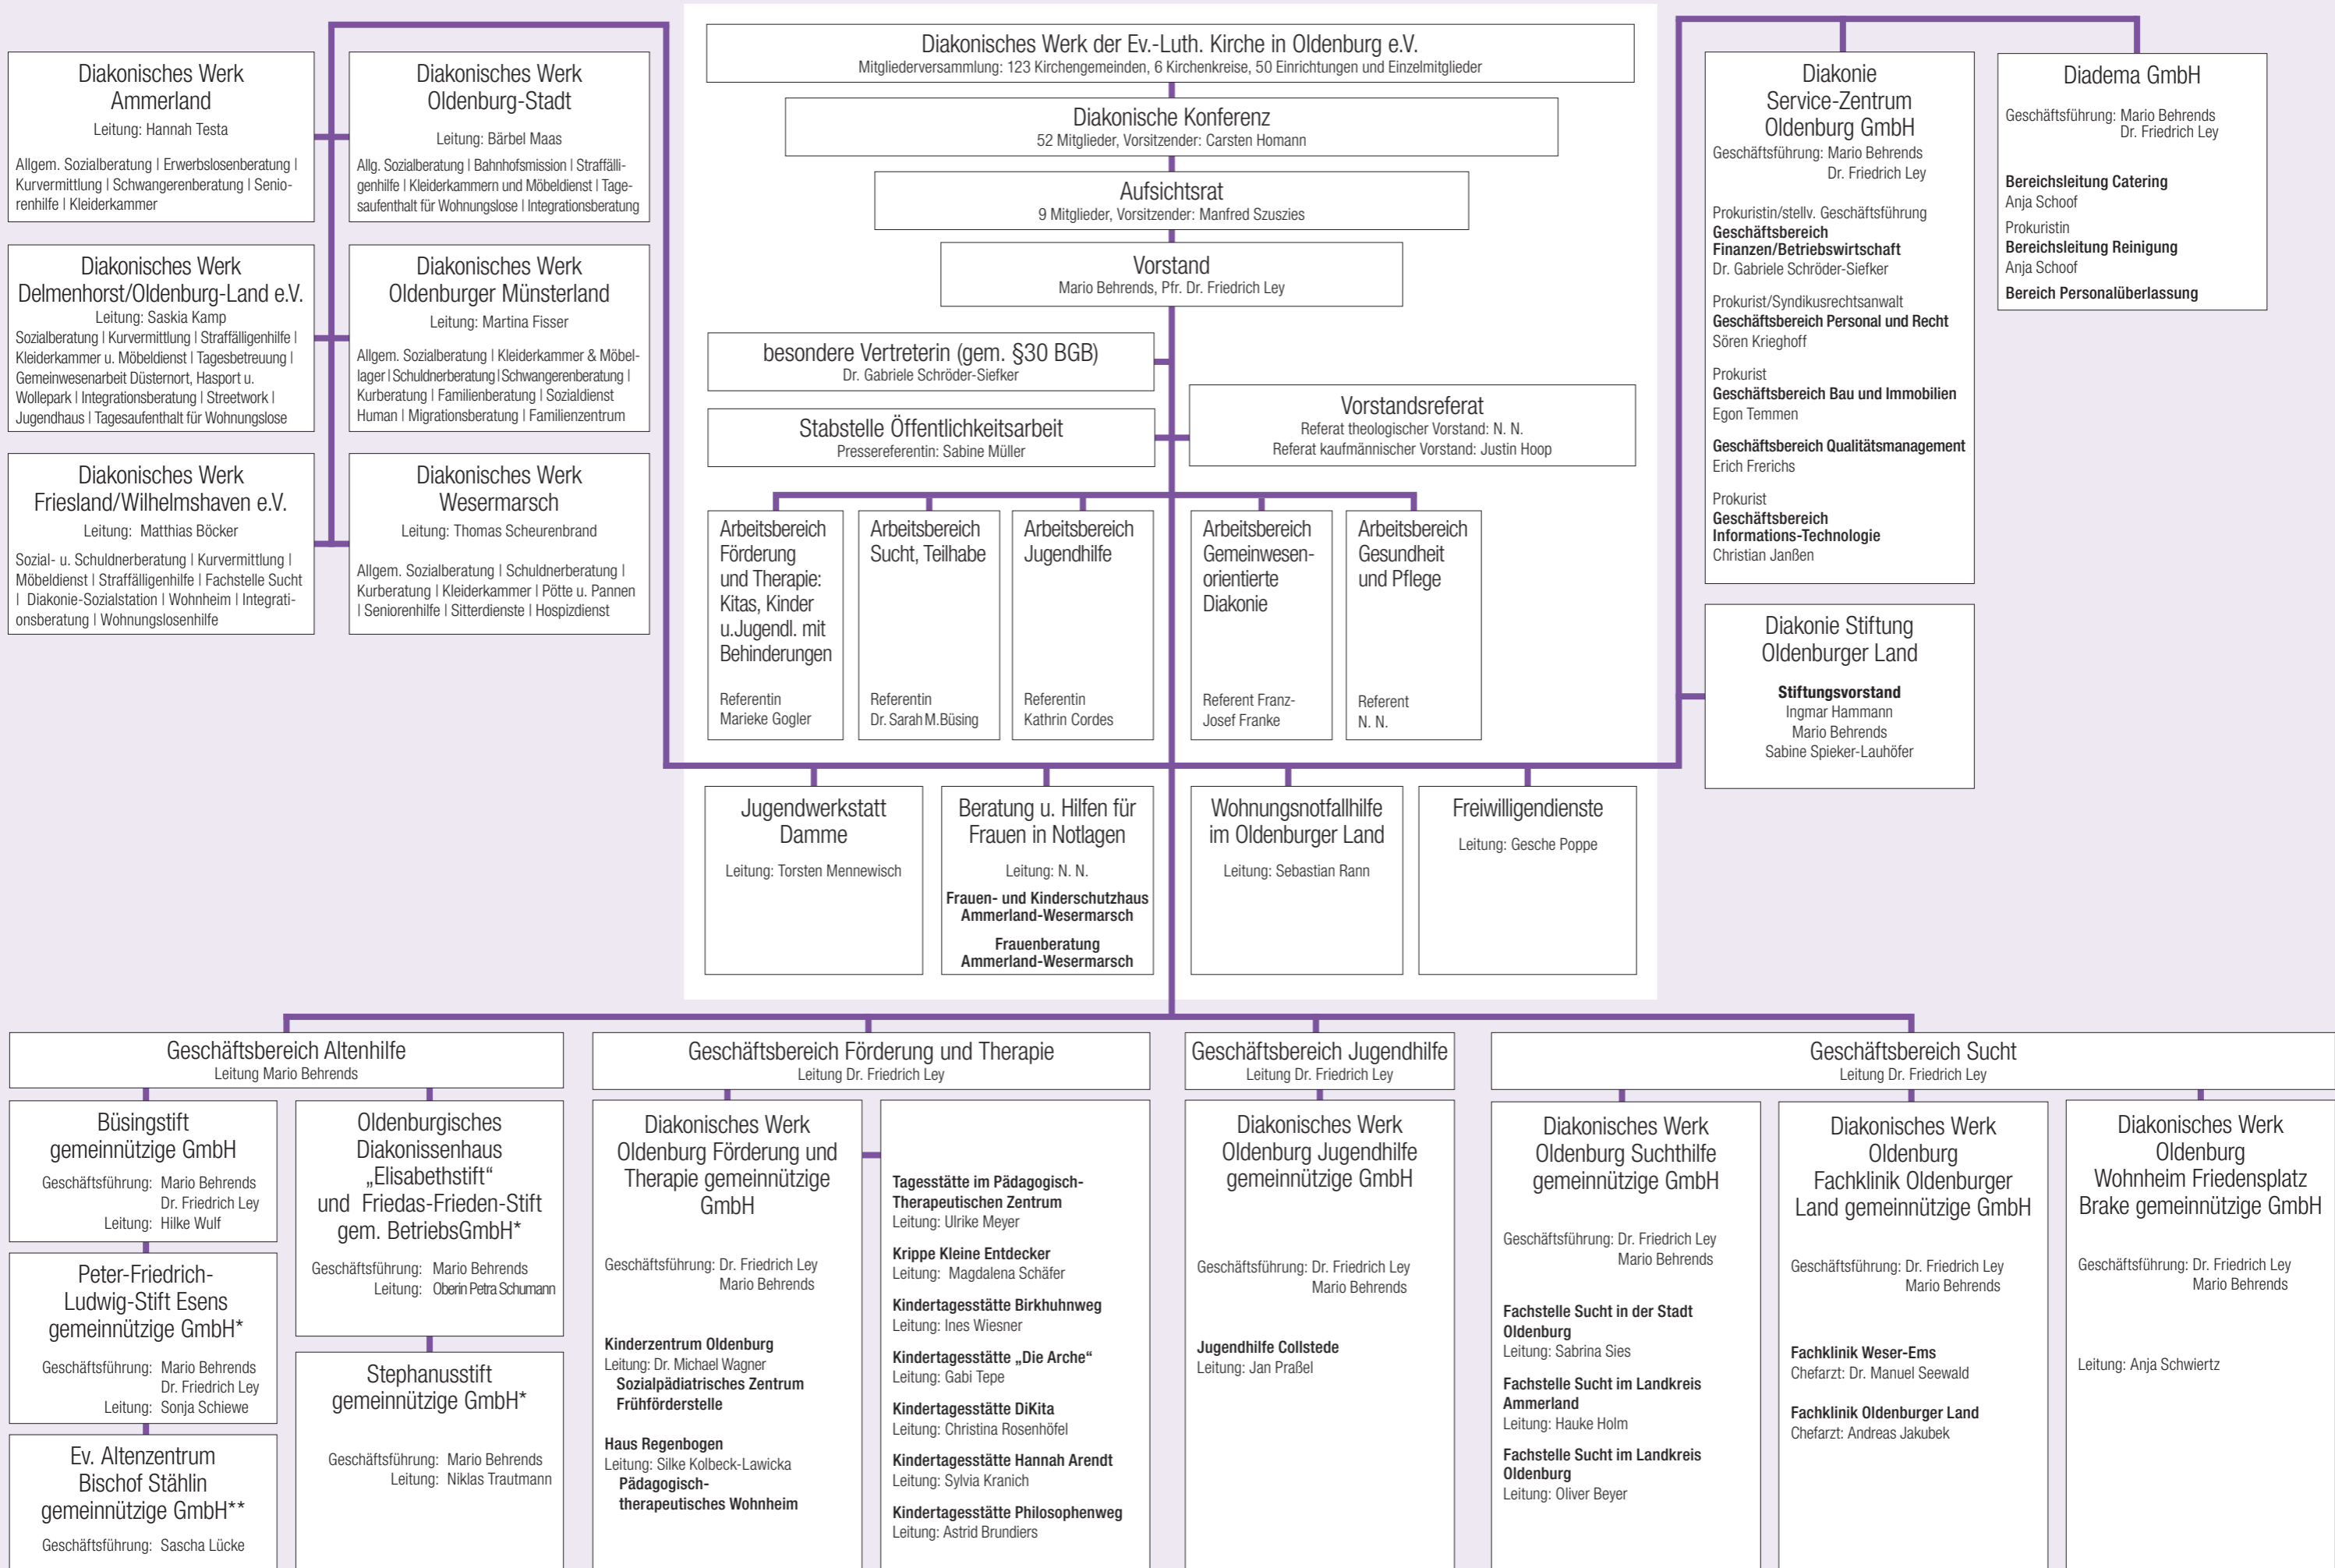 Diakonisches Werk der Ev.-Luth. Kirche in Oldenburg e.V.
Mitgliederversammlung: 123 Kirchengemeinden, 6 Kirchenkreise, 50 Einrichtungen und Einzelmitglieder
Diakonische Konferenz
52 Mitglieder, Vorsitzender: Carsten Homann
Aufsichtsrat
9 Mitglieder, Vorsitzender: Manfred Szuszies
Vorstand
Mario Behrends, Pfr. Dr. Friedrich Ley
besondere Vertreterin (gem. §30 BGB)
Dr. Gabriele Schröder-Siefker
Stabstelle Öffentlichkeitsarbeit
Pressereferentin: Sabine Müller
Vorstandsreferat
Referat theologischer Vorstand: N. N.
Referat kaufmännischer Vorstand: Justin Hoop
Arbeitsbereich
Förderung
und Therapie:
Kitas, Kinder
u.Jugendl. mit
Behinderungen
Referentin
Marieke Gogler
Arbeitsbereich
Sucht, Teilhabe
Referentin
Dr. Sarah M.Büsing
Arbeitsbereich
Jugendhilfe
Referentin
Kathrin Cordes
Arbeitsbereich
Gemeinwesen-
orientierte
Diakonie
Referent Franz-
Josef Franke
Arbeitsbereich
Gesundheit
und Pflege
Referent
N. N.
Jugendwerkstatt
Damme
Leitung: Torsten Mennewisch
Beratung u. Hilfen für
Frauen in Notlagen
Leitung: N. N.
Frauen- und Kinderschutzhaus
Ammerland-Wesermarsch
Frauenberatung
Ammerland-Wesermarsch
Wohnungsnotfallhilfe
im Oldenburger Land
Leitung: Sebastian Rann
Freiwilligendienste
Leitung: Gesche Poppe
Diakonisches Werk
Ammerland
Leitung: Hannah Testa
Allgem. Sozialberatung | Erwerbslosenberatung |
Kurvermittlung | Schwangerenberatung | Senio-
renhilfe | Kleiderkammer
Diakonisches Werk
Oldenburg-Stadt
Leitung: Bärbel Maas
Allg. Sozialberatung | Bahnhofsmission | Straffälli-
genhilfe | Kleiderkammern und Möbeldienst | Tage-
saufenthalt für Wohnungslose | Integrationsberatung
Diakonisches Werk
Delmenhorst/Oldenburg-Land e.V.
Leitung: Saskia Kamp
Sozialberatung | Kurvermittlung | Straffälligenhilfe |
Kleiderkammer u. Möbeldienst | Tagesbetreuung |
Gemeinwesenarbeit Düsternort, Hasport u.
Wollepark | Integrationsberatung | Streetwork |
Jugendhaus | Tagesaufenthalt für Wohnungslose
Diakonisches Werk
Oldenburger Münsterland
Leitung: Martina Fisser
Allgem. Sozialberatung | Kleiderkammer & Möbel-
lager | Schuldnerberatung | Schwangerenberatung |
Kurberatung | Familienberatung | Sozialdienst
Human | Migrationsberatung | Familienzentrum
Diakonisches Werk
Friesland/Wilhelmshaven e.V.
Leitung: Matthias Böcker
Sozial- u. Schuldnerberatung | Kurvermittlung |
Möbeldienst | Straffälligenhilfe | Fachstelle Sucht
| Diakonie-Sozialstation | Wohnheim | Integrati-
onsberatung | Wohnungslosenhilfe
Diakonisches Werk
Wesermarsch
Leitung: Thomas Scheurenbrand
Allgem. Sozialberatung | Schuldnerberatung |
Kurberatung | Kleiderkammer | Pötte u. Pannen
| Seniorenhilfe | Sitterdienste | Hospizdienst
Diakonie
Service-Zentrum
Oldenburg GmbH
Geschäftsführung: Mario Behrends
Dr. Friedrich Ley
Prokuristin/stellv. Geschäftsführung
Geschäftsbereich
Finanzen/Betriebswirtschaft
Dr. Gabriele Schröder-Siefker
Prokurist/Syndikusrechtsanwalt
Geschäftsbereich Personal und Recht
Sören Krieghoff
Prokurist
Geschäftsbereich Bau und Immobilien
Egon Temmen
Geschäftsbereich Qualitätsmanagement
Erich Frerichs
Prokurist
Geschäftsbereich
Informations-Technologie
Christian Janßen
Diadema GmbH
Geschäftsführung: Mario Behrends
Dr. Friedrich Ley
Bereichsleitung Catering
Anja Schoof
Prokuristin
Bereichsleitung Reinigung
Anja Schoof
Bereich Personalüberlassung
Diakonie Stiftung
Oldenburger Land
Stiftungsvorstand
Ingmar Hammann
Mario Behrends
Sabine Spieker-Lauhöfer
Geschäftsbereich Altenhilfe
Leitung Mario Behrends
Büsingstift
gemeinnützige GmbH
Geschäftsführung: Mario Behrends
Dr. Friedrich Ley
Leitung: Hilke Wulf
Peter-Friedrich-
Ludwig-Stift Esens
gemeinnützige GmbH*
Geschäftsführung: Mario Behrends
Dr. Friedrich Ley
Leitung: Sonja Schiewe
Ev. Altenzentrum
Bischof Stählin
gemeinnützige GmbH**
Geschäftsführung: Sascha Lücke
Oldenburgisches
Diakonissenhaus
„Elisabethstift“
und Friedas-Frieden-Stift
gem. BetriebsGmbH*
Geschäftsführung: Mario Behrends
Leitung: Oberin Petra Schumann
Stephanusstift
gemeinnützige GmbH*
Geschäftsführung: Mario Behrends
Leitung: Niklas Trautmann
Geschäftsbereich Förderung und Therapie
Leitung Dr. Friedrich Ley
Diakonisches Werk
Oldenburg Förderung und
Therapie gemeinnützige
GmbH
Geschäftsführung: Dr. Friedrich Ley
Mario Behrends
Kinderzentrum Oldenburg
Leitung: Dr. Michael Wagner
Sozialpädiatrisches Zentrum
Frühförderstelle
Haus Regenbogen
Leitung: Silke Kolbeck-Lawicka
Pädagogisch-
therapeutisches Wohnheim
Tagesstätte im Pädagogisch-
Therapeutischen Zentrum
Leitung: Ulrike Meyer
Krippe Kleine Entdecker
Leitung: Magdalena Schäfer
Kindertagesstätte Birkhuhnweg
Leitung: Ines Wiesner
Kindertagesstätte „Die Arche“
Leitung: Gabi Tepe
Kindertagesstätte DiKita
Leitung: Christina Rosenhöfel
Kindertagesstätte Hannah Arendt
Leitung: Sylvia Kranich
Kindertagesstätte Philosophenweg
Leitung: Astrid Brundiers
Geschäftsbereich Jugendhilfe
Leitung Dr. Friedrich Ley
Diakonisches Werk
Oldenburg Jugendhilfe
gemeinnützige GmbH
Geschäftsführung: Dr. Friedrich Ley
Mario Behrends
Jugendhilfe Collstede
Leitung: Jan Praßel
Geschäftsbereich Sucht
Leitung Dr. Friedrich Ley
Diakonisches Werk
Oldenburg Suchthilfe
gemeinnützige GmbH
Geschäftsführung: Dr. Friedrich Ley
Mario Behrends
Fachstelle Sucht in der Stadt
Oldenburg
Leitung: Sabrina Sies
Fachstelle Sucht im Landkreis
Ammerland
Leitung: Hauke Holm
Fachstelle Sucht im Landkreis
Oldenburg
Leitung: Oliver Beyer
Diakonisches Werk
Oldenburg
Fachklinik Oldenburger
Land gemeinnützige GmbH
Geschäftsführung: Dr. Friedrich Ley
Mario Behrends
Fachklinik Weser-Ems
Chefarzt: Dr. Manuel Seewald
Fachklinik Oldenburger Land
Chefarzt: Andreas Jakubek
Diakonisches Werk
Oldenburg
Wohnheim Friedensplatz
Brake gemeinnützige GmbH
Geschäftsführung: Dr. Friedrich Ley
Mario Behrends
Leitung: Anja Schwiertz